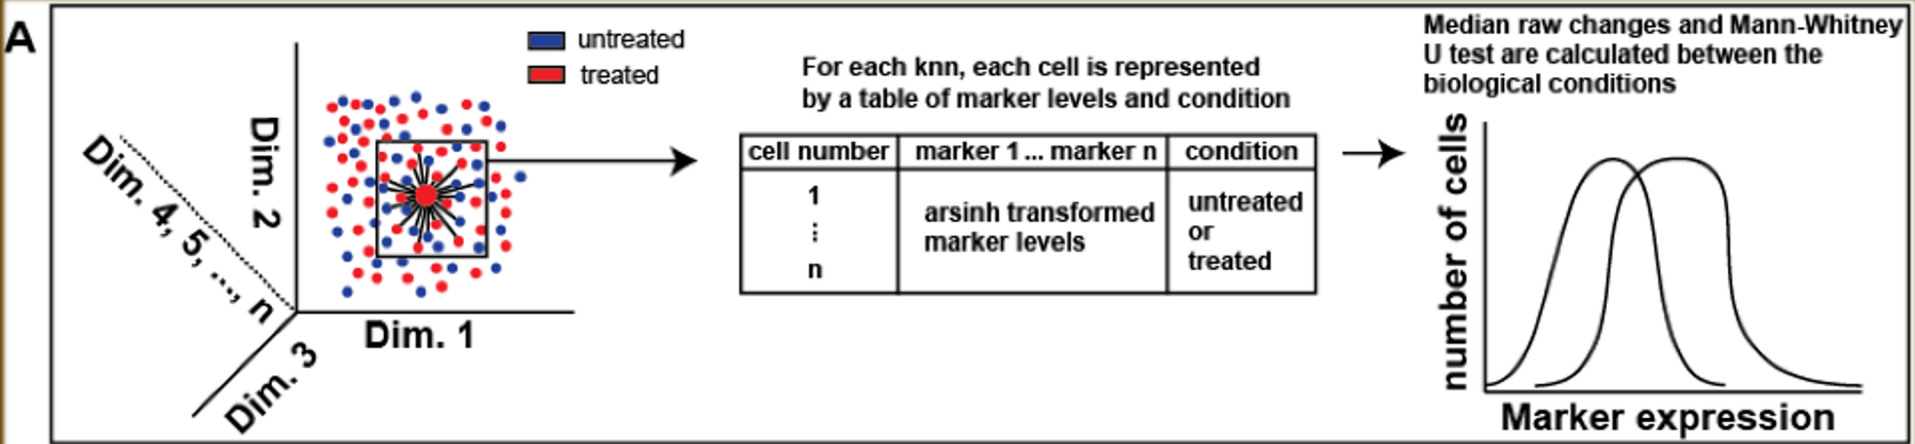 A
untreated
treated
Dim. 2
Dim. 4, 5, ..., n
Dim. 1
Dim. 3
For each knn, each cell is represented
by a table of marker levels and condition
cell number marker 1 ... marker n condition
1
⋮
n
arsinh transformed
marker levels
untreated
or
treated
Median raw changes and Mann-Whitney
U test are calculated between the
biological conditions
number of cells
Marker expression